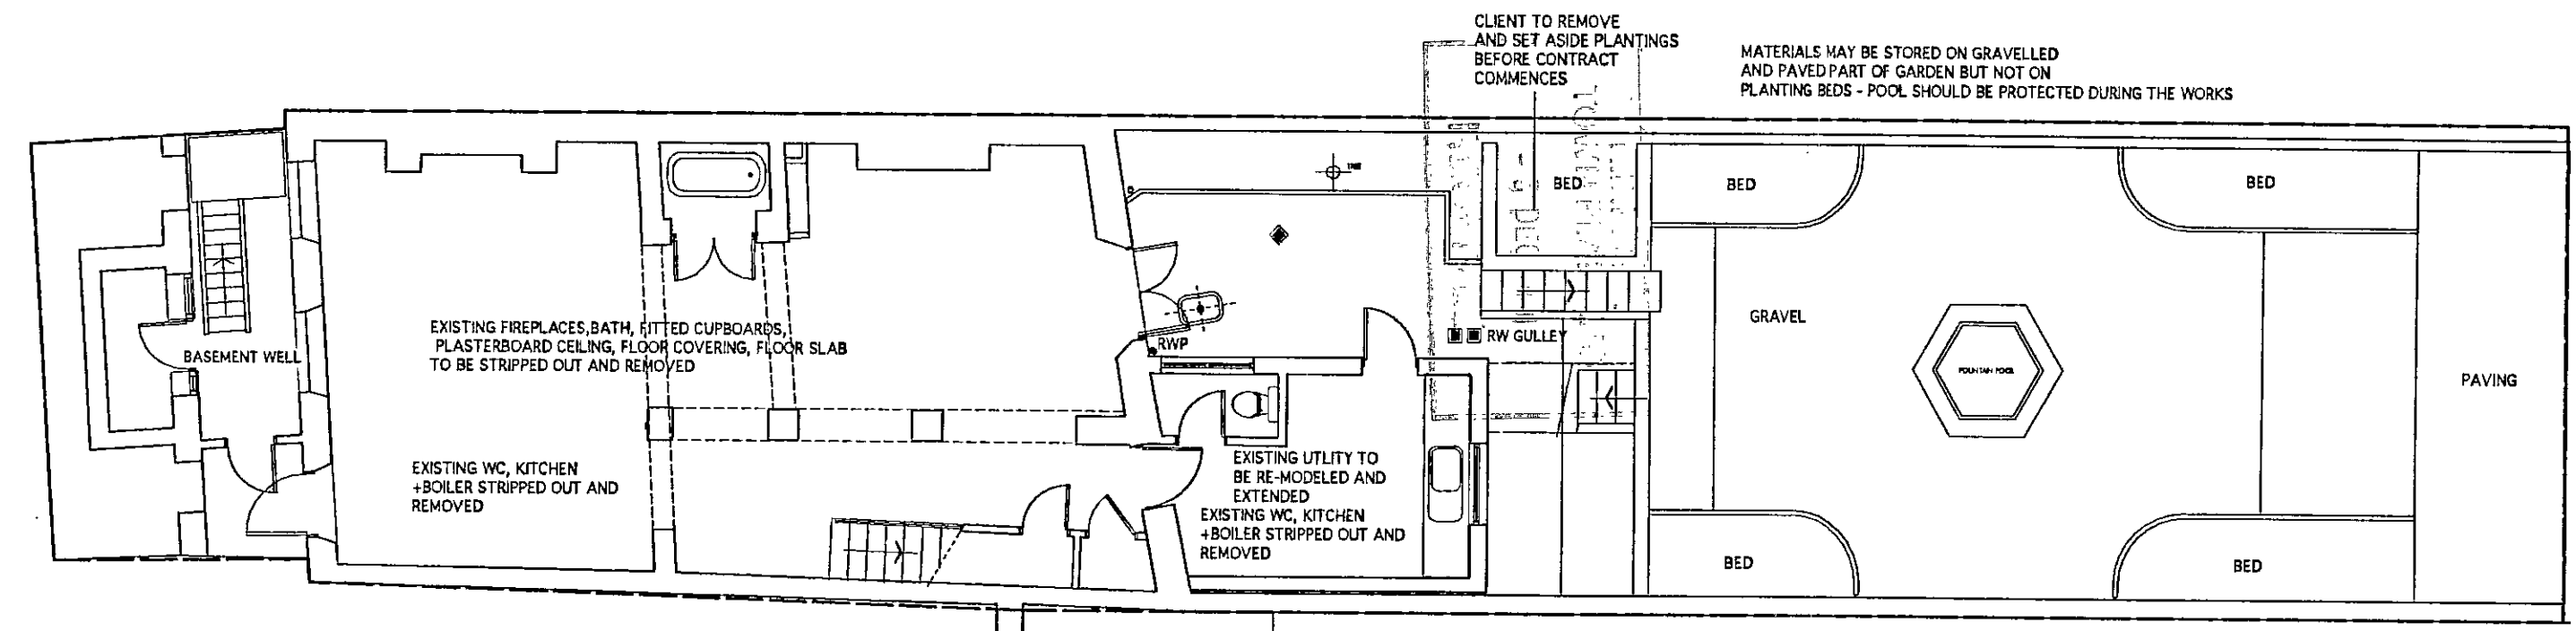 CLIENT TO REMOVE
AND SET ASIDE PLANTINGS
BEFORE CONTRACT
COMMENCES
MATERIALS MAY BE STORED ON GRAVELLED
AND PAVED PART OF GARDEN BUT NOT ON
PLANTING BEDS - POOL SHOULD BE PROTECTED DURING THE WORKS
BED
BED
BED
EXISTING FIREPLACES,BATH, FITTED CUPBOARDS,
PLASTERBOARD CEILING, FLOOR COVERING, FLOOR SLAB
TO BE STRIPPED OUT AND REMOVED
BASEMENT WELL
RWP
RW GULLEY
GRAVEL
FOUNTAIN POOL
PAVING
EXISTING WC, KITCHEN
+BOILER STRIPPED OUT AND
REMOVED
EXISTING UTLITY TO
BE RE-MODELED AND
EXTENDED
EXISTING WC, KITCHEN
+BOILER STRIPPED OUT AND
REMOVED
BED
BED